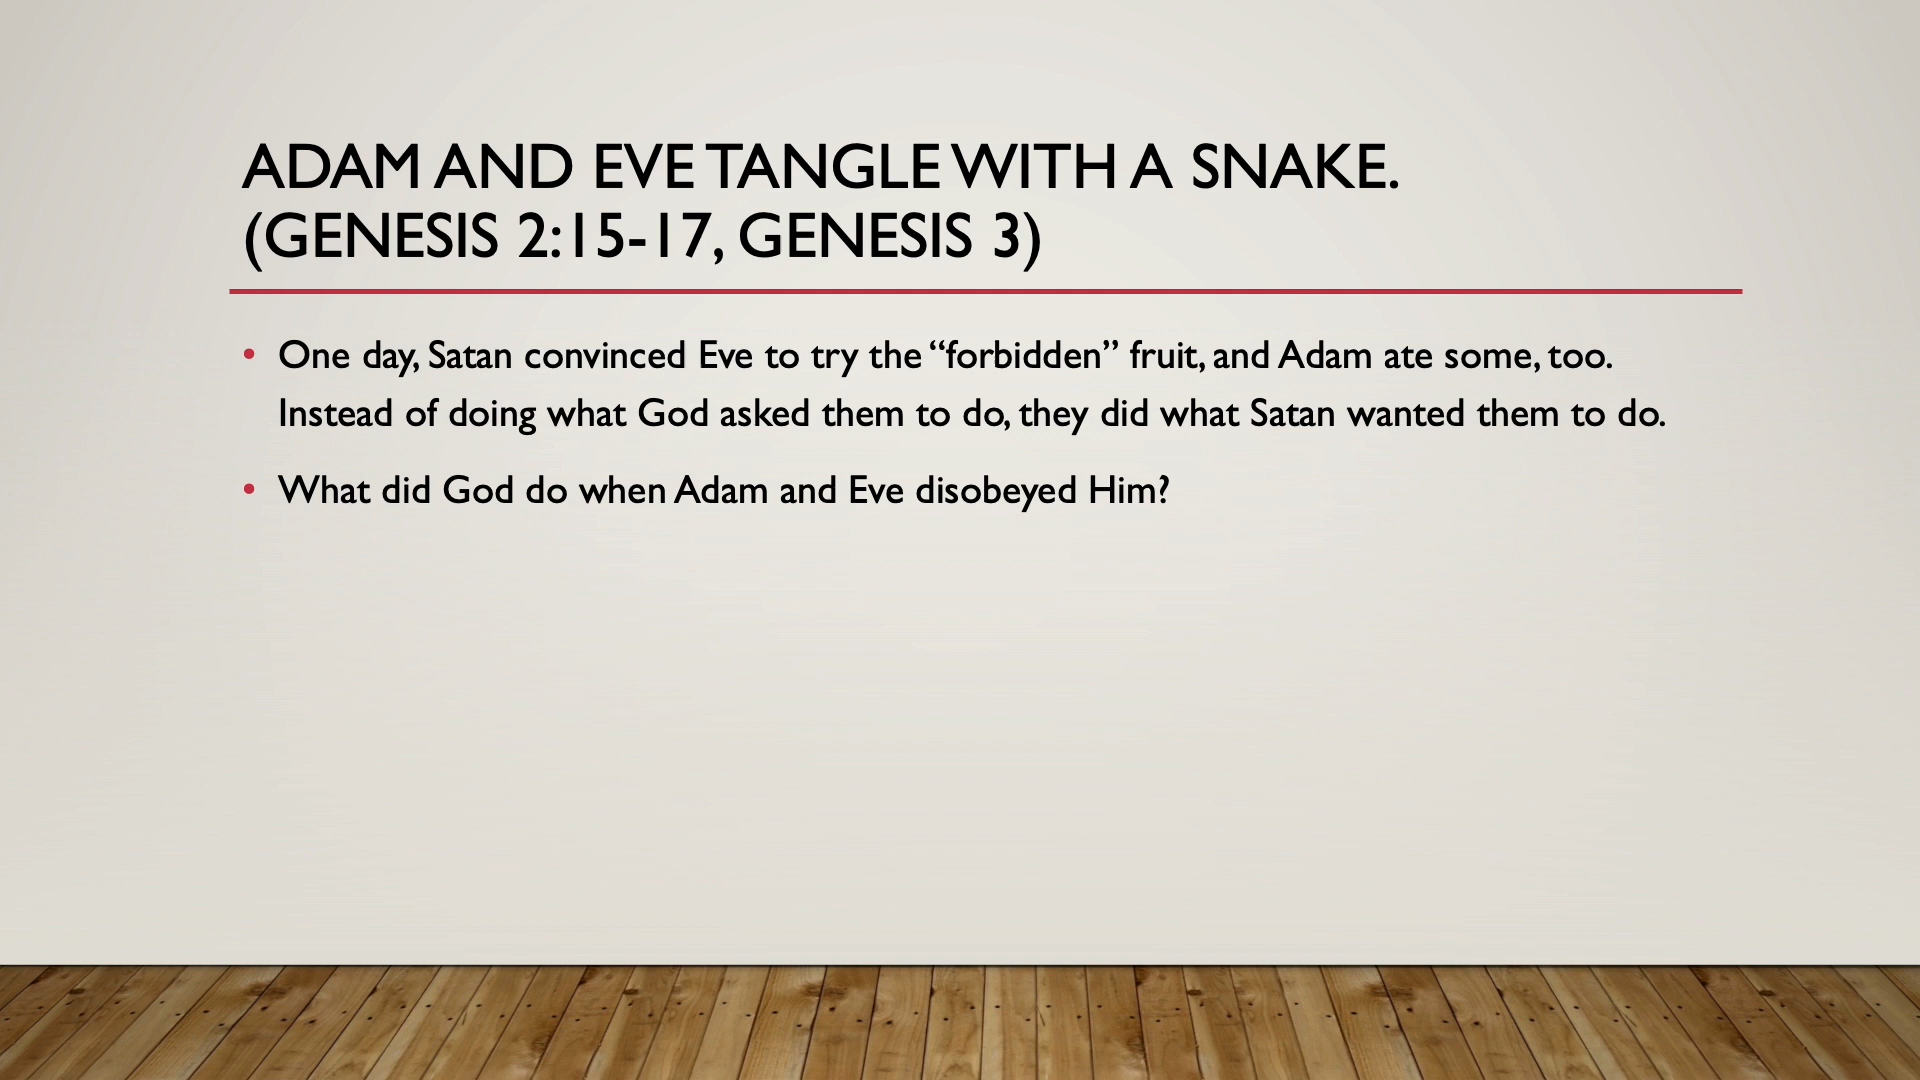 ADAM AND EVE TANGLE WITH A SNAKE.
(GENESIS 2:15-17, GENESIS 3)
• One day, Satan convinced Eve to try the “forbidden” fruit, and Adam ate some, too.
Instead of doing what God asked them to do, they did what Satan wanted them to do.
• What did God do when Adam and Eve disobeyed Him?